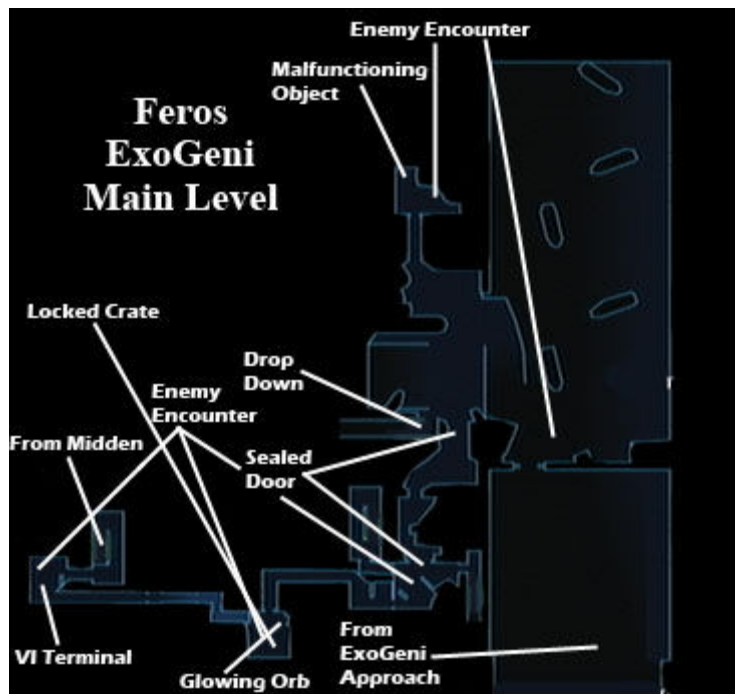 Enemy Encounter
Malfunctioning
Object
Feros
ExoGeni
Main Level
Locked Crate
Drop
Down
Enemy
Encounter
From Midden
Sealed
Door
VI Terminal
Glowing Orb
From
ExoGeni
Approach